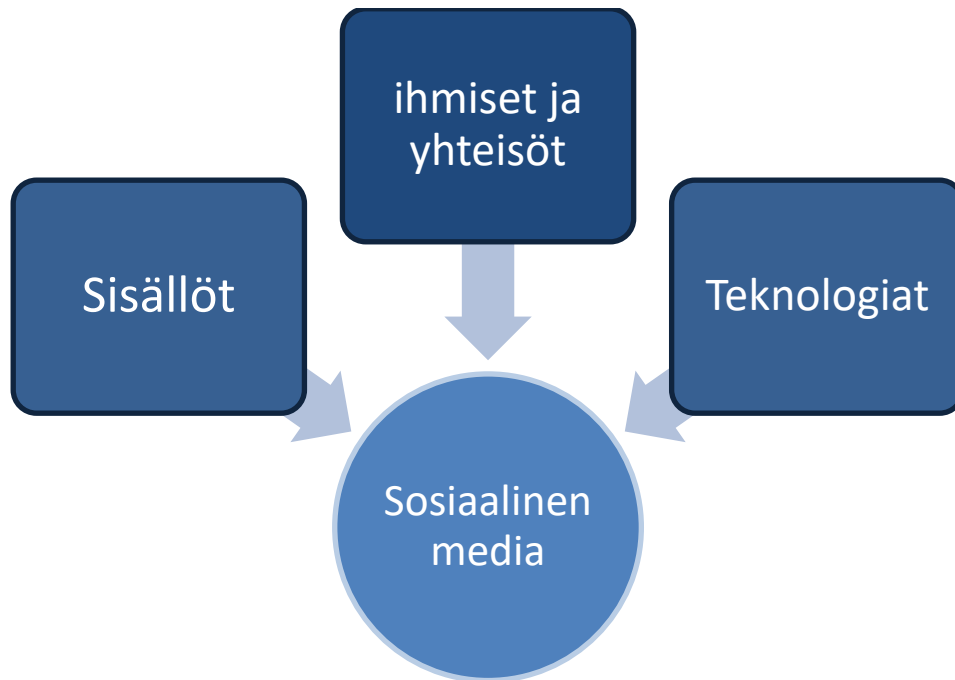 ihmiset ja
yhteisöt
Sisällöt
Teknologiat
Sosiaalinen
media